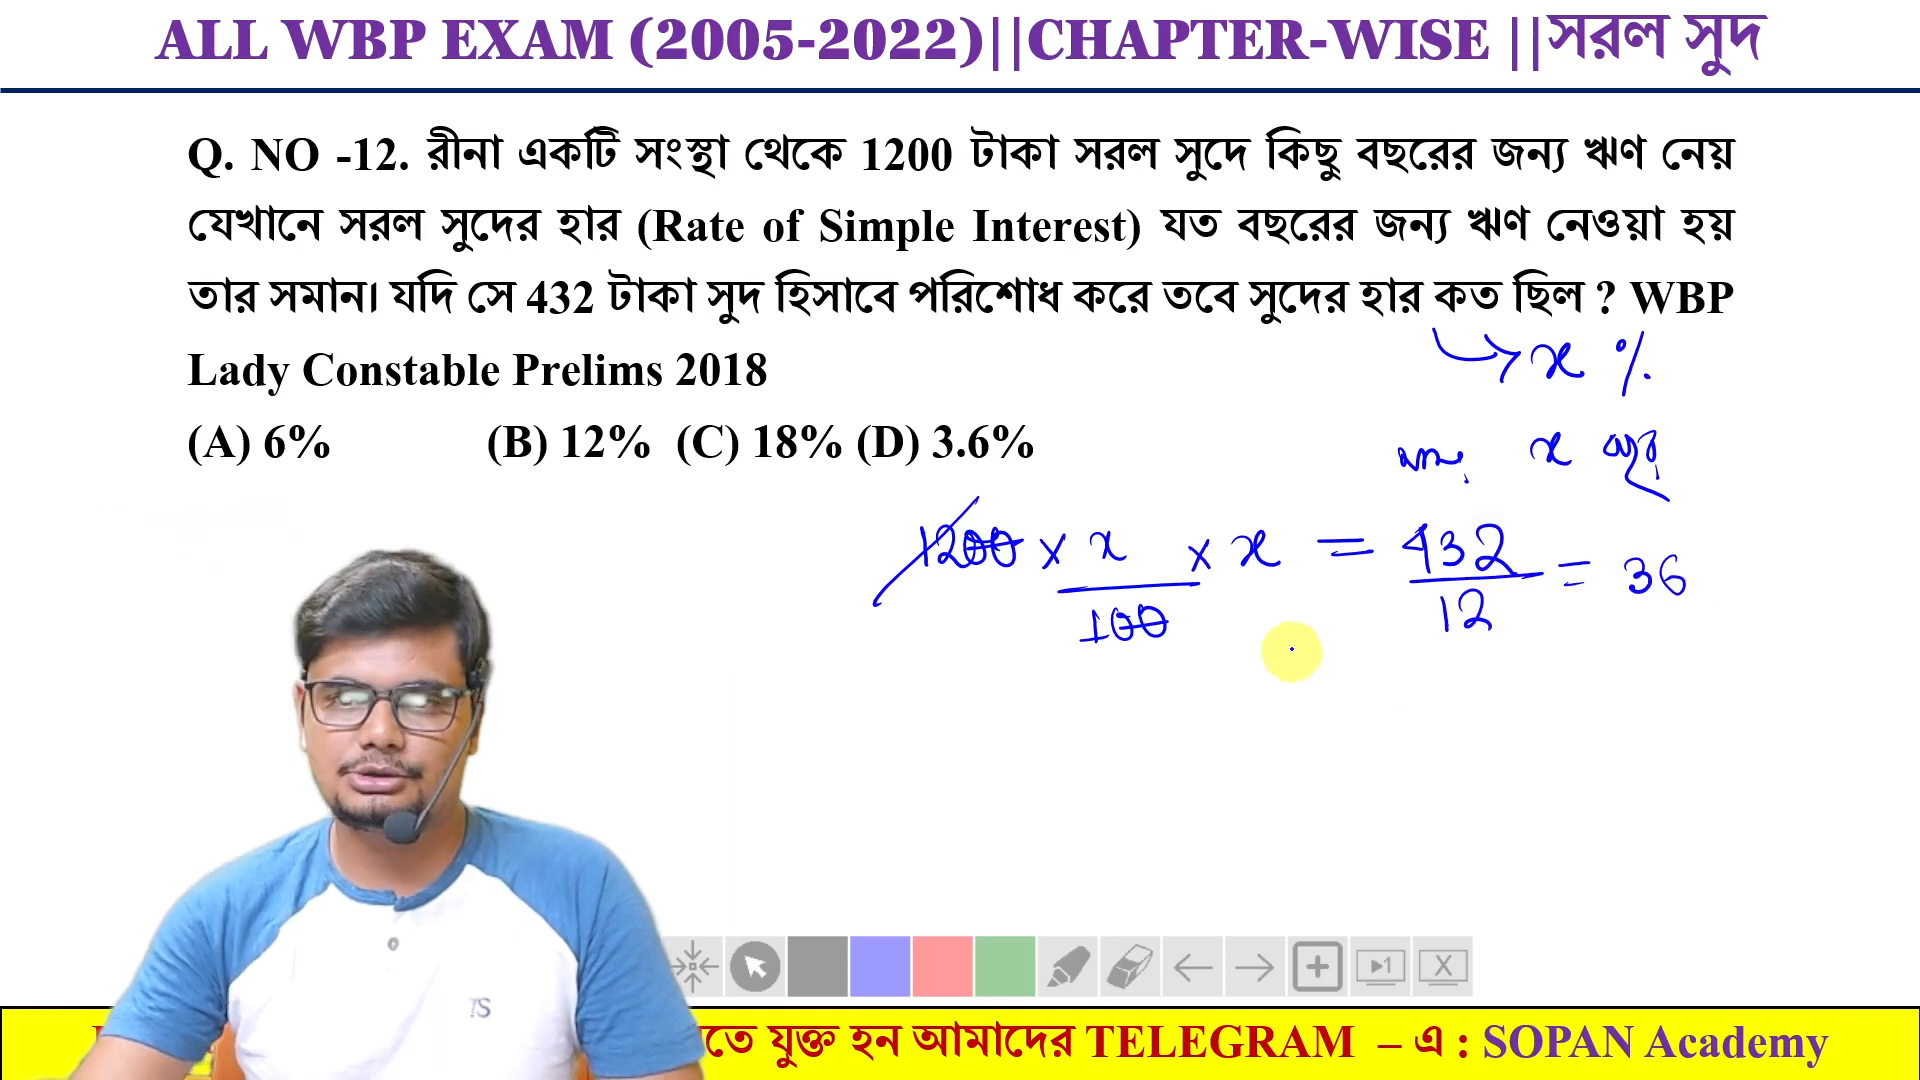 ALL WBP EXAM (2005-2022)||CHAPTER-WISE ||সরল সুদ
Q. NO -12. রীনা একটি সংস্থা থেকে 1200 টাকা সরল সুদে কিছু বছরের জন্য ঋণ নেয়
যেখানে সরল সুদের হার (Rate of Simple Interest) যত বছরের জন্য ঋণ নেওয়া হয়
তার সমান। যদি সে 432 টাকা সুদ হিসাবে পরিশোধ করে তবে সুদের হার কত ছিল ? WBP
Lady Constable Prelims 2018
x %
(A) 6% (B) 12% (C) 18% (D) 3.6%
x
1200 × x × x = 432 = 36
100 12
TS
তে যুক্ত হন আমাদের TELEGRAM – এ : SOPAN Academy